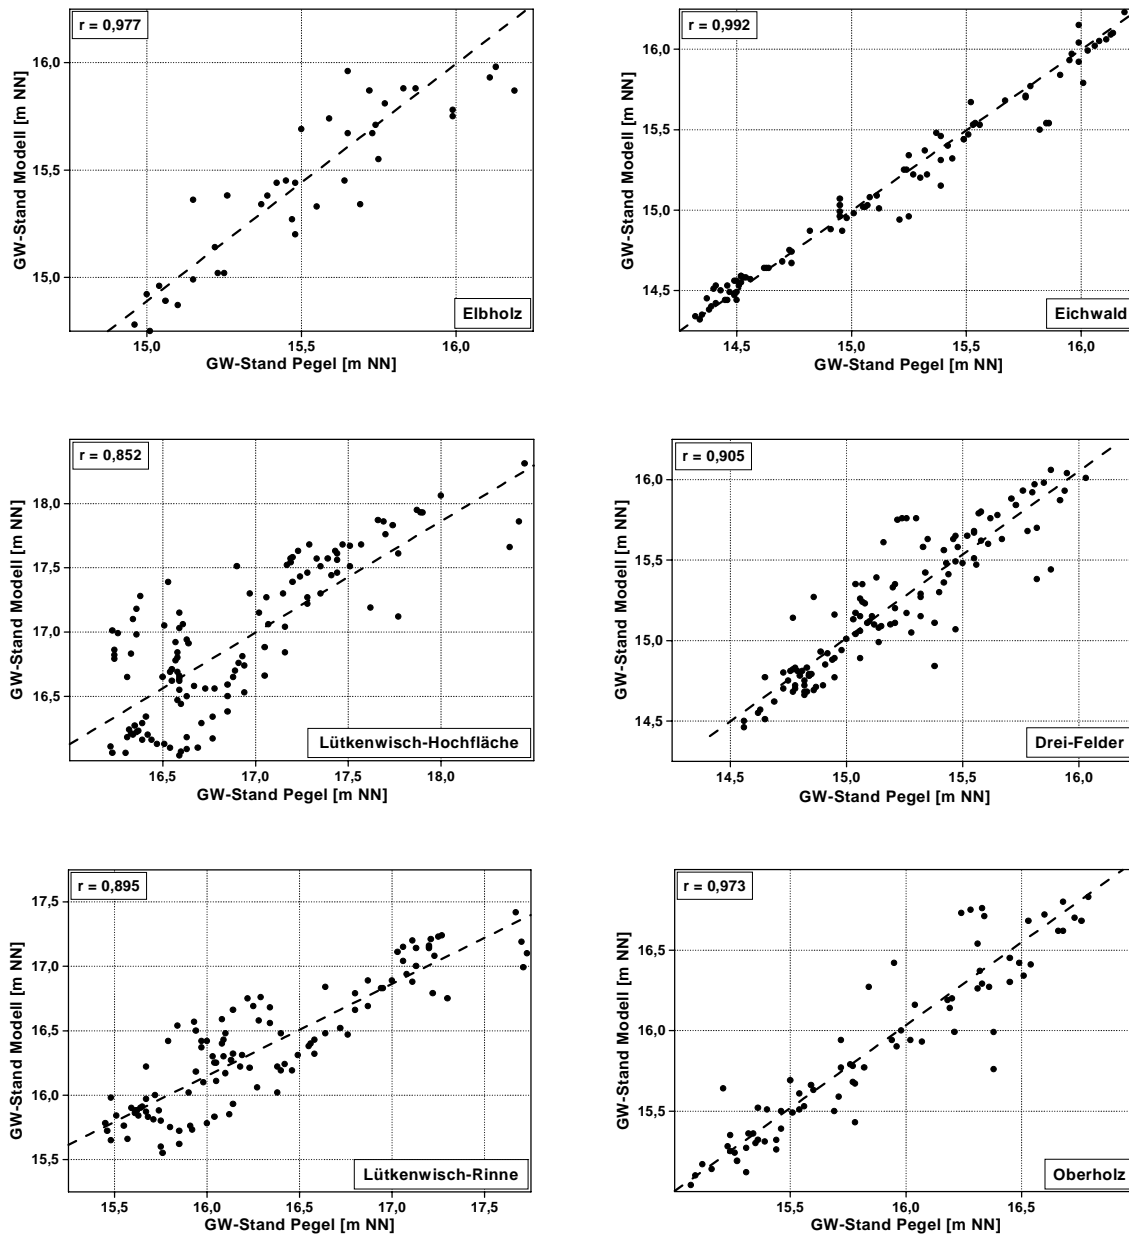 r = 0,977
GW-Stand Modell [m NN]
16,0
15,5
15,0
Elbholz
15,0
15,5
16,0
GW-Stand Pegel [m NN]
r = 0,992
GW-Stand Modell [m NN]
16,0
15,5
15,0
14,5
Eichwald
14,5
15,0
15,5
16,0
GW-Stand Pegel [m NN]
r = 0,852
GW-Stand Modell [m NN]
18,0
17,5
17,0
16,5
Lütkenwisch-Hochfläche
16,5
17,0
17,5
18,0
GW-Stand Pegel [m NN]
r = 0,905
GW-Stand Modell [m NN]
16,0
15,5
15,0
14,5
Drei-Felder
14,5
15,0
15,5
16,0
GW-Stand Pegel [m NN]
r = 0,895
GW-Stand Modell [m NN]
17,5
17,0
16,5
16,0
15,5
Lütkenwisch-Rinne
15,5
16,0
16,5
17,0
17,5
GW-Stand Pegel [m NN]
r = 0,973
GW-Stand Modell [m NN]
16,5
16,0
15,5
Oberholz
15,5
16,0
16,5
GW-Stand Pegel [m NN]